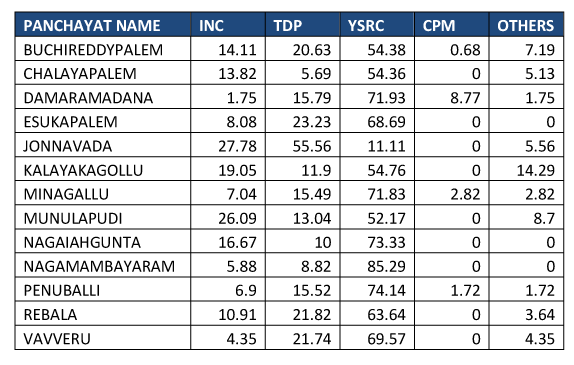 PANCHAYAT NAME INC TDP YSRC CPM OTHERS
BUCHIREDDYPALEM 14.11 20.63 54.38 0.68 7.19
CHALAYAPALEM 13.82 5.69 54.36 0 5.13
DAMARAMADANA 1.75 15.79 71.93 8.77 1.75
ESUKAPALEM 8.08 23.23 68.69 0 0
JONNAVADA 27.78 55.56 11.11 0 5.56
KALAYAKAGOLLU 19.05 11.9 54.76 0 14.29
MINAGALLU 7.04 15.49 71.83 2.82 2.82
MUNULAPUDI 26.09 13.04 52.17 0 8.7
NAGAIAHGUNTA 16.67 10 73.33 0 0
NAGAMAMBAYARAM 5.88 8.82 85.29 0 0
PENUBALLI 6.9 15.52 74.14 1.72 1.72
REBALA 10.91 21.82 63.64 0 3.64
VAVVERU 4.35 21.74 69.57 0 4.35